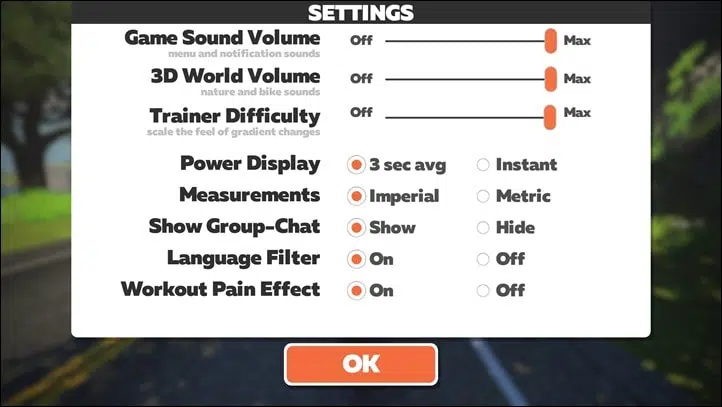 SETTINGS
Game Sound Volume Off Max
menu and notification sounds
3D World Volume Off Max
nature and bike sounds
Trainer Difficulty Off Max
scale the feel of gradient changes
Power Display 3 sec avg Instant
Measurements Imperial Metric
Show Group-Chat Show Hide
Language Filter On Off
Workout Pain Effect On Off
OK